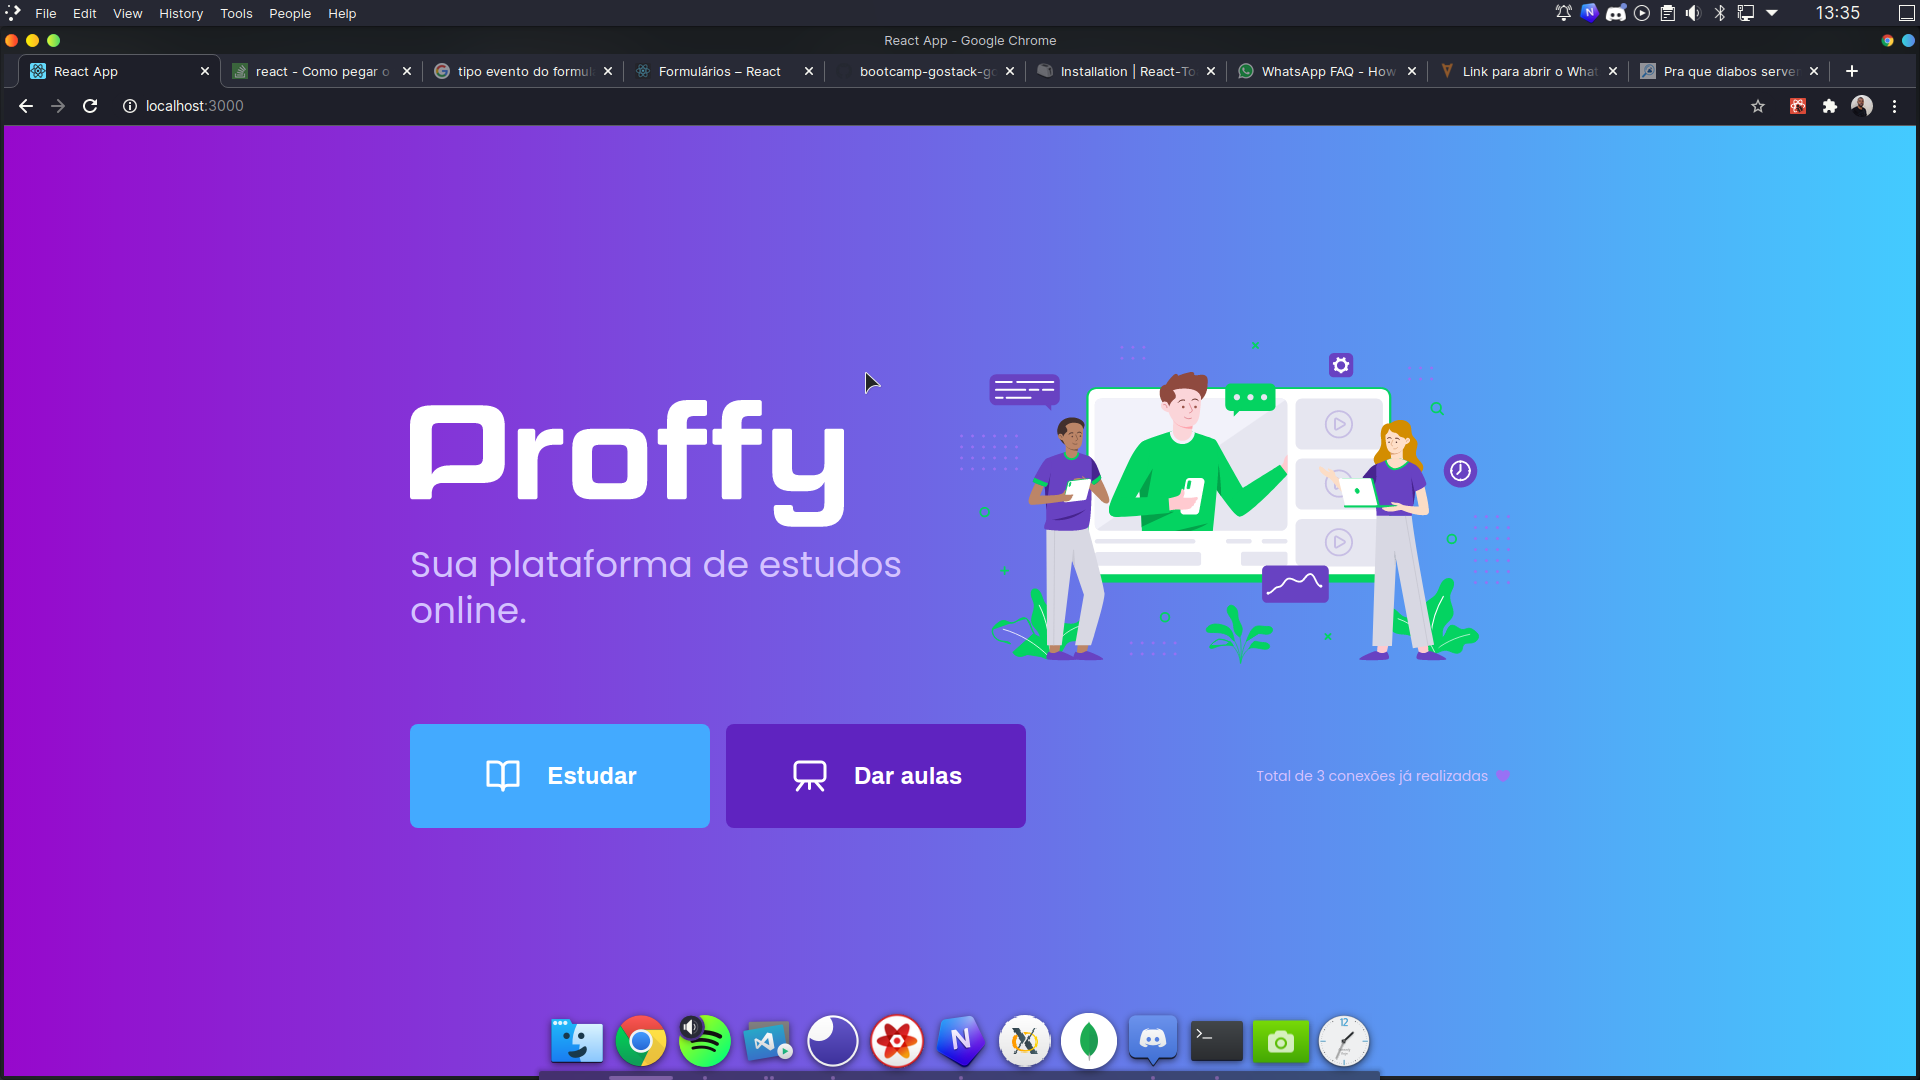 File Edit View History Tools People Help
13:35
React App - Google Chrome
React App
react - Como pegar o
tipo evento do formul
Formulários – React
bootcamp-gostack-g
Installation | React-To
WhatsApp FAQ - How
Link para abrir o What
Pra que diabos server
localhost:3000
Proffy
Sua plataforma de estudos
online.
Estudar
Dar aulas
Total de 3 conexões já realizadas
N
>_
12